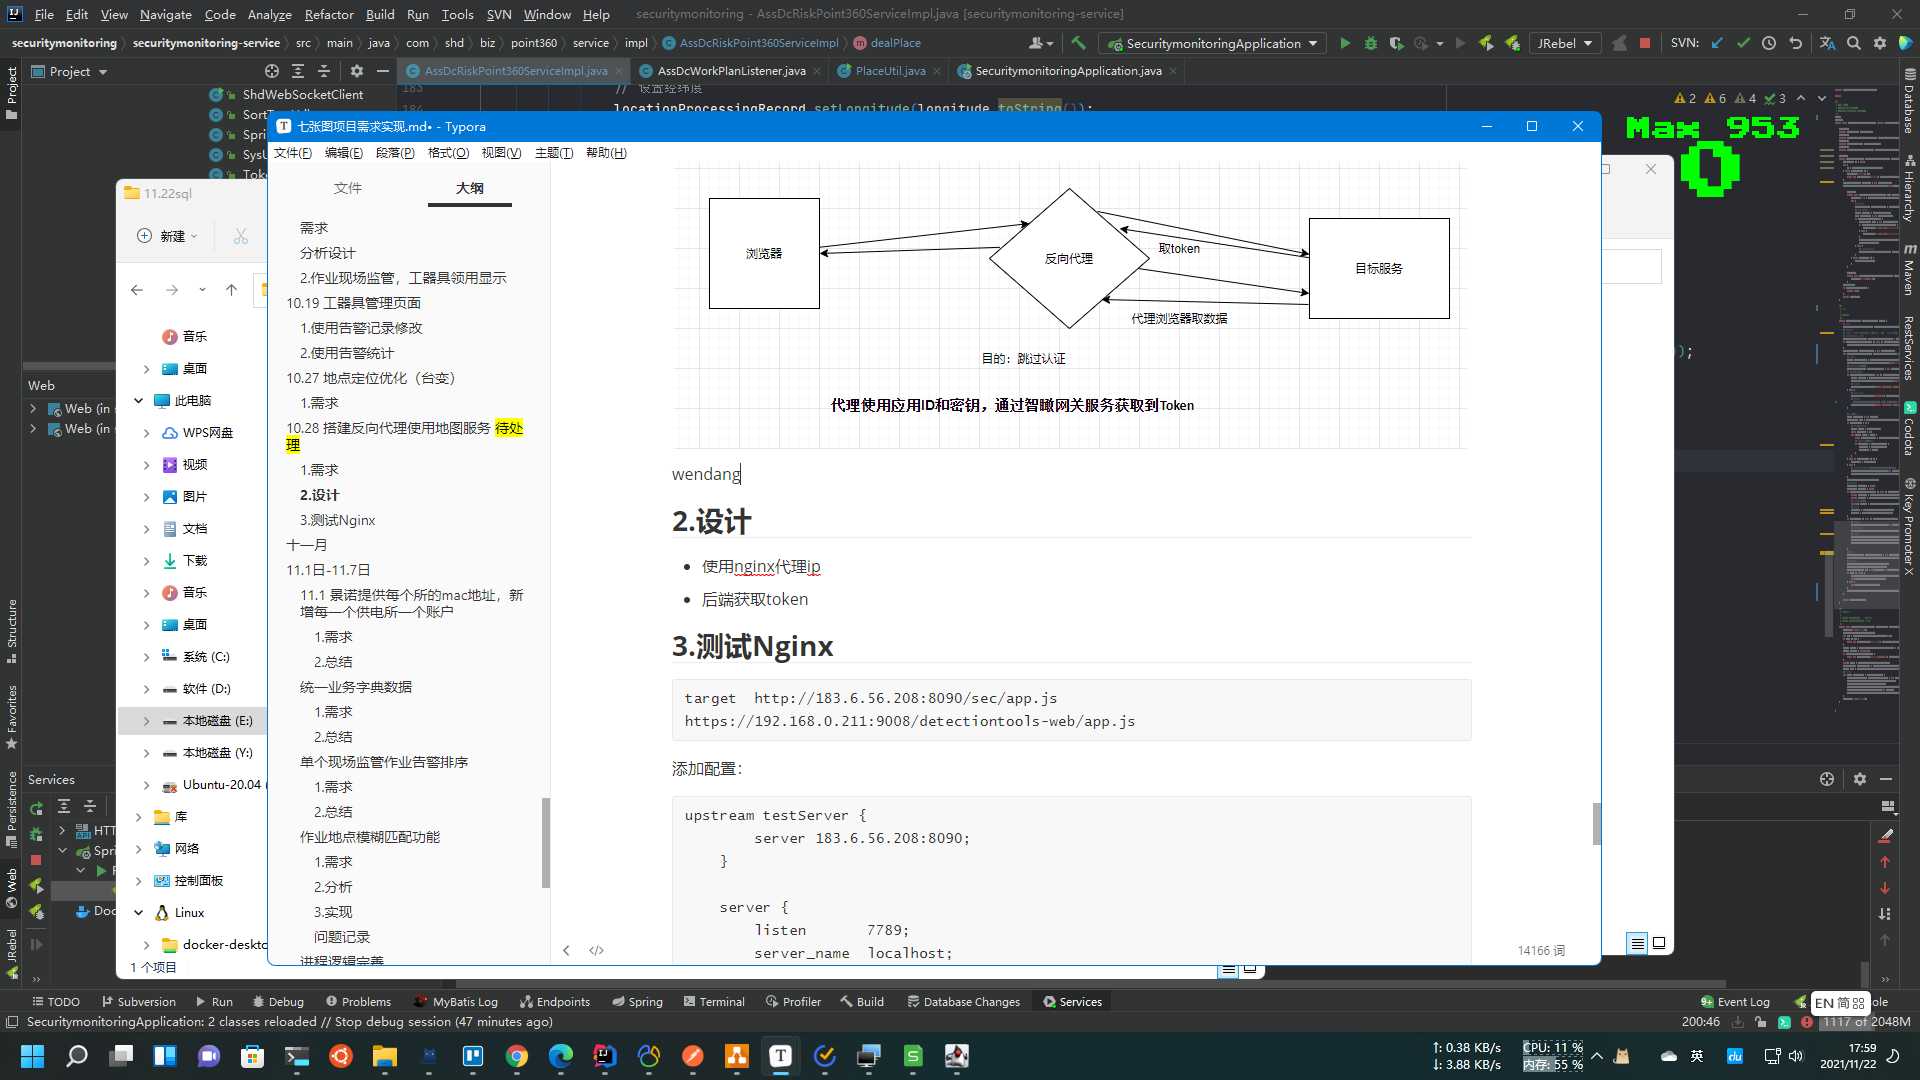 File Edit View Navigate Code Analyze Refactor Build Run Tools SVN Window Help securitymonitoring - AssDcRiskPoint360ServiceImpl.java [securitymonitoring-service]
securitymonitoring securitymonitoring-service src main java com shd biz point360 service impl AssDcRiskPoint360ServiceImpl dealPlace SecuritymonitoringApplication JRebel SVN:
Project AssDcRiskPoint360ServiceImpl.java AssDcWorkPlanListener.java PlaceUtil.java SecuritymonitoringApplication.java
ShdWebSocketClient
183 // 设置经纬度
184 locationProcessingRecord.setLongitude(longitude.toString());
2 6 4 3
Max 953
0
七张图项目需求实现.md• - Typora
文件(F) 编辑(E) 段落(P) 格式(O) 视图(V) 主题(T) 帮助(H)
文件 大纲
需求
分析设计
2.作业现场监管，工器具领用显示
10.19 工器具管理页面
1.使用告警记录修改
2.使用告警统计
10.27 地点定位优化（台变）
1.需求
10.28 搭建反向代理使用地图服务 待处
理
1.需求
2.设计
3.测试Nginx
十一月
11.1日-11.7日
11.1 景诺提供每个所的mac地址，新
增每一个供电所一个账户
1.需求
2.总结
统一业务字典数据
1.需求
2.总结
单个现场监管作业告警排序
1.需求
2.总结
作业地点模糊匹配功能
1.需求
2.分析
3.实现
问题记录
进程逻辑完善
浏览器
反向代理
取token
目标服务
代理浏览器取数据
目的：跳过认证
代理使用应用ID和密钥，通过智瞰网关服务获取到Token
wendang
2.设计
使用nginx代理ip
后端获取token
3.测试Nginx
target  http://183.6.56.208:8090/sec/app.js
https://192.168.0.211:9008/detectiontools-web/app.js
添加配置：
upstream testServer {
server 183.6.56.208:8090;
}
server {
listen       7789;
server_name  localhost;
14166 词
11.22sql
新建
音乐
桌面
此电脑
WPS网盘
视频
图片
文档
下载
音乐
桌面
系统 (C:)
软件 (D:)
本地磁盘 (E:)
本地磁盘 (Y:)
Ubuntu-20.04
库
网络
控制面板
Linux
docker-deskto
1 个项目
Project
Structure
Favorites
Persistence
Web
JRebel
Web
Web (in
Web (in
Services
Database
Hierarchy
Maven
RestServices
Codota
Key Promoter X
TODO Subversion Run Debug Problems MyBatis Log Endpoints Spring Terminal Profiler Build Database Changes Services Event Log
EN 简
SecuritymonitoringApplication: 2 classes reloaded // Stop debug session (47 minutes ago) 200:46 1117 of 2048M
↑: 0.38 KB/s
↓: 3.88 KB/s
CPU: 11 %
内存: 55 %
英
17:59
2021/11/22